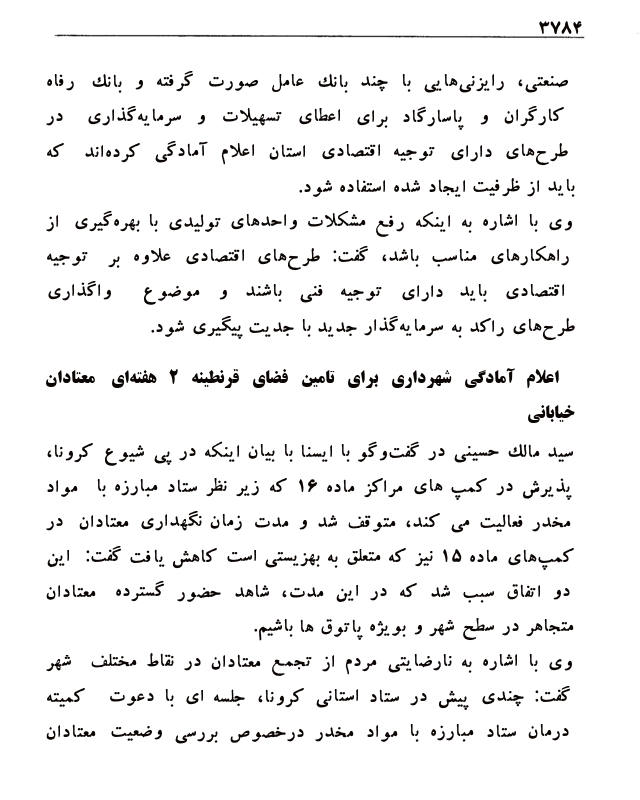 ۳۷۸۴
صنعتی، رایزنی‌هایی با چند بانك عامل صورت گرفته و بانك رفاه
کارگران و پاسارگاد برای اعطای تسهیلات و سرمایه‌گذاری در
طرح‌های دارای توجیه اقتصادی استان اعلام آمادگی کرده‌اند که
باید از ظرفیت ایجاد شده استفاده شود.
وی با اشاره به اینکه رفع مشکلات واحدهای تولیدی با بهره‌گیری از
راهکارهای مناسب باشد، گفت: طرح‌های اقتصادی علاوه بر توجیه
اقتصادی باید دارای توجیه فنی باشند و موضوع واگذاری
طرح‌های راکد به سرمایه‌گذار جدید با جدیت پیگیری شود.
اعلام آمادگی شهرداری برای تامین فضای قرنطینه ۲ هفته‌ای معتادان
خیابانی
سید مالك حسینی در گفت‌وگو با ایسنا با بیان اینکه در پی شیوع کرونا،
پذیرش در کمپ های مراکز ماده ۱۶ که زیر نظر ستاد مبارزه با مواد
مخدر فعالیت می کند، متوقف شد و مدت زمان نگهداری معتادان در
کمپ‌های ماده ۱۵ نیز که متعلق به بهزیستی است کاهش یافت گفت: این
دو اتفاق سبب شد که در این مدت، شاهد حضور گسترده معتادان
متجاهر در سطح شهر و بویژه پاتوق ها باشیم.
وی با اشاره به نارضایتی مردم از تجمع معتادان در نقاط مختلف شهر
گفت: چندی پیش در ستاد استانی کرونا، جلسه ای با دعوت کمیته
درمان ستاد مبارزه با مواد مخدر درخصوص بررسی وضعیت معتادان